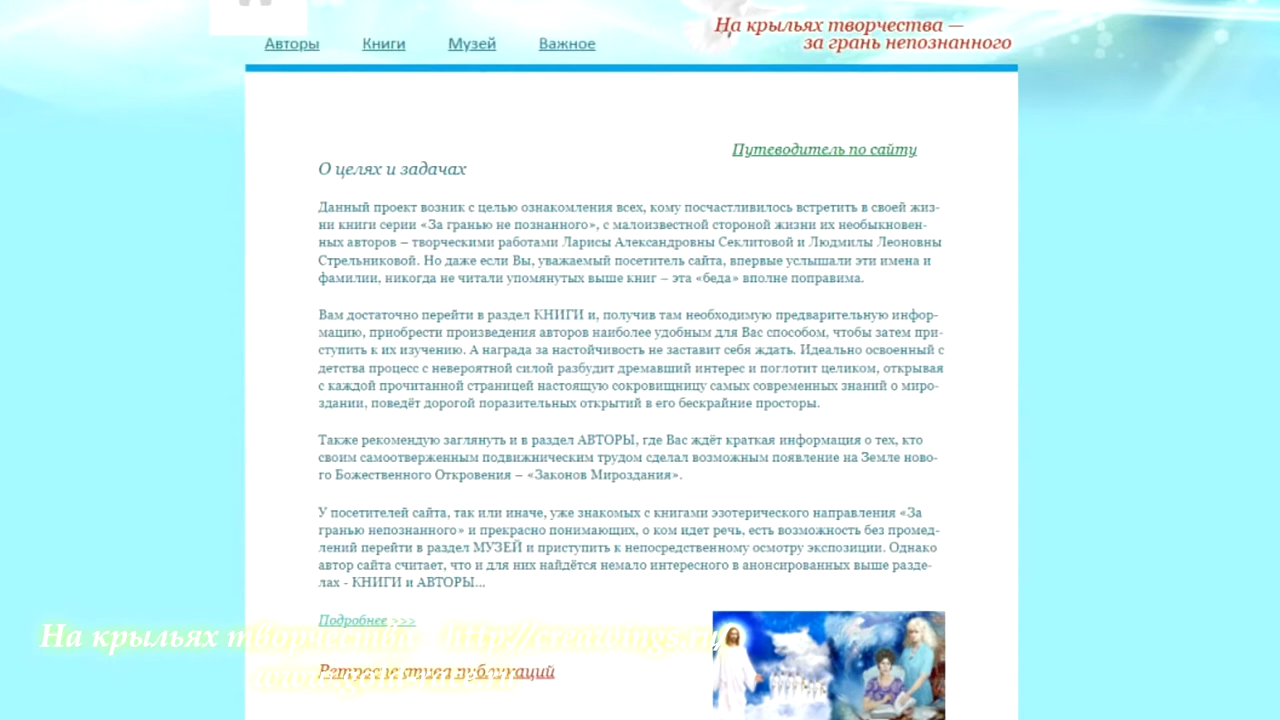 На крыльях творчества —
за грань непознанного
Авторы Книги Музей Важное
Путеводитель по сайту
О целях и задачах
Данный проект возник с целью ознакомления всех, кому посчастливилось встретить в своей жиз-
ни книги серии «За гранью не познанного», с малоизвестной стороной жизни их необыкновен-
ных авторов – творческими работами Ларисы Александровны Секлитовой и Людмилы Леоновны
Стрельниковой. Но даже если Вы, уважаемый посетитель сайта, впервые услышали эти имена и
фамилии, никогда не читали упомянутых выше книг – эта «беда» вполне поправима.
Вам достаточно перейти в раздел КНИГИ и, получив там необходимую предварительную инфор-
мацию, приобрести произведения авторов наиболее удобным для Вас способом, чтобы затем при-
ступить к их изучению. А награда за настойчивость не заставит себя ждать. Идеально освоенный с
детства процесс с невероятной силой разбудит дремавший интерес и поглотит целиком, открывая
с каждой прочитанной страницей настоящую сокровищницу самых современных знаний о миро-
здании, поведёт дорогой поразительных открытий в его бескрайние просторы.
Также рекомендую заглянуть и в раздел АВТОРЫ, где Вас ждёт краткая информация о тех, кто
своим самоотверженным подвижническим трудом сделал возможным появление на Земле ново-
го Божественного Откровения – «Законов Мироздания».
У посетителей сайта, так или иначе, уже знакомых с книгами эзотерического направления «За
гранью непознанного» и прекрасно понимающих, о ком идет речь, есть возможность без промед-
лений перейти в раздел МУЗЕЙ и приступить к непосредственному осмотру экспозиции. Однако
автор сайта считает, что и для них найдётся немало интересного в анонсированных выше разде-
лах - КНИГИ и АВТОРЫ...
Подробнее >>>
На крыльях творчества
публикаций